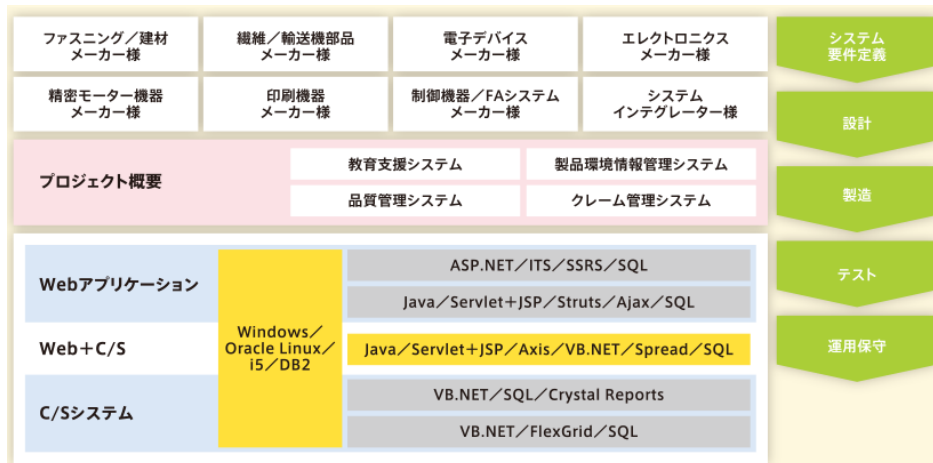 ファスニング／建材
メーカー様
繊維／輸送機部品
メーカー様
電子デバイス
メーカー様
エレクトロニクス
メーカー様
精密モーター機器
メーカー様
印刷機器
メーカー様
制御機器／FAシステム
メーカー様
システム
インテグレーター様
プロジェクト概要
教育支援システム
製品環境情報管理システム
品質管理システム
クレーム管理システム
Webアプリケーション
Web＋C/S
C/Sシステム
Windows／
Oracle Linux／
i5／DB2
ASP.NET／ITS／SSRS／SQL
Java／Servlet＋JSP／Struts／Ajax／SQL
Java／Servlet＋JSP／Axis／VB.NET／Spread／SQL
VB.NET／SQL／Crystal Reports
VB.NET／FlexGrid／SQL
システム
要件定義
設計
製造
テスト
運用保守